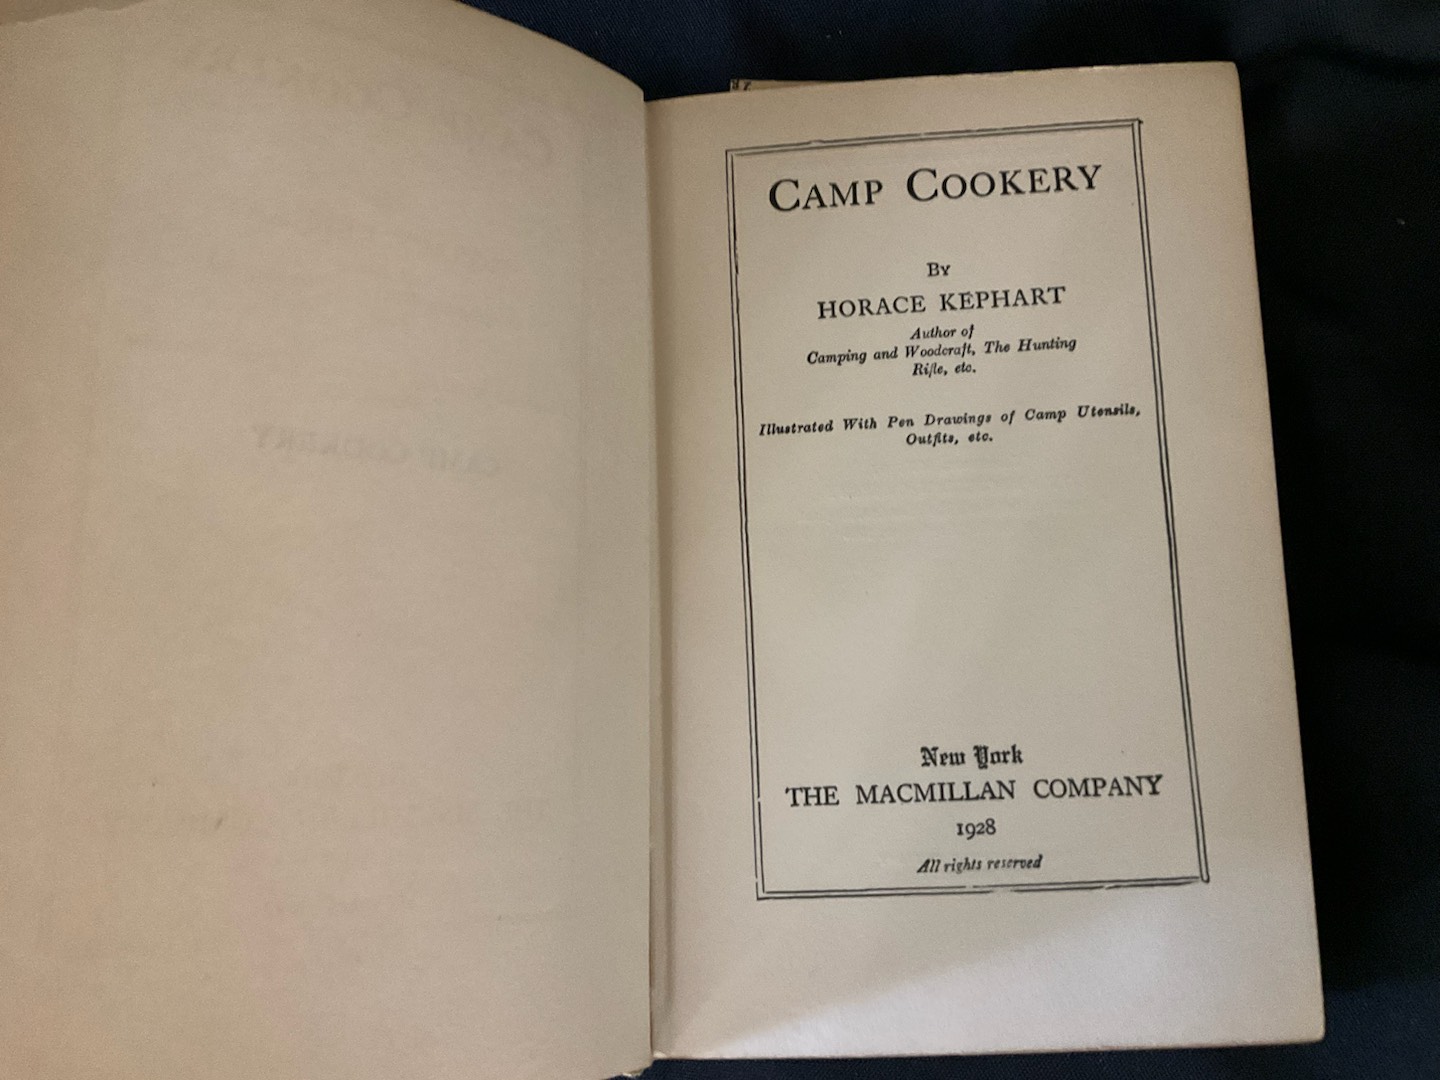 CAMP COOKERY
BY
HORACE KEPHART
Author of
Camping and Woodcraft, The Hunting
Rifle, etc.
Illustrated With Pen Drawings of Camp Utensils,
Outfits, etc.
New York
THE MACMILLAN COMPANY
1928
All rights reserved